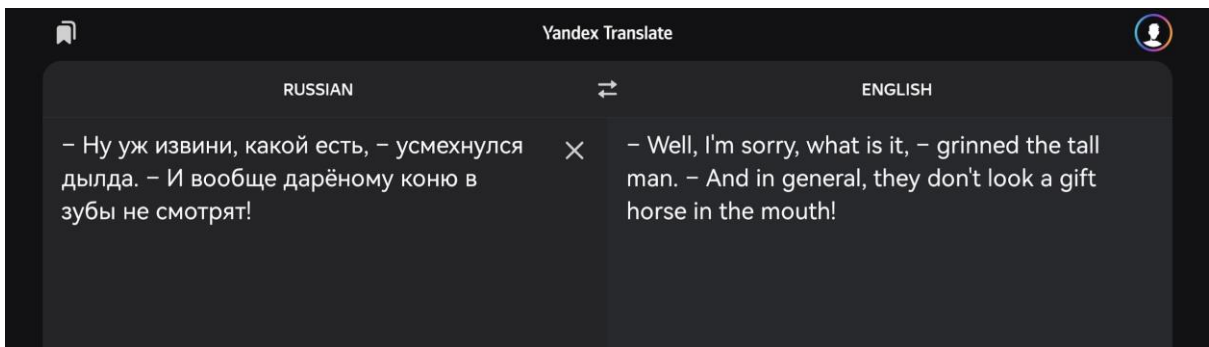 Yandex Translate
RUSSIAN
ENGLISH
– Ну уж извини, какой есть, – усмехнулся
дылда. – И вообще дарёному коню в
зубы не смотрят!
– Well, I'm sorry, what is it, – grinned the tall
man. – And in general, they don't look a gift
horse in the mouth!